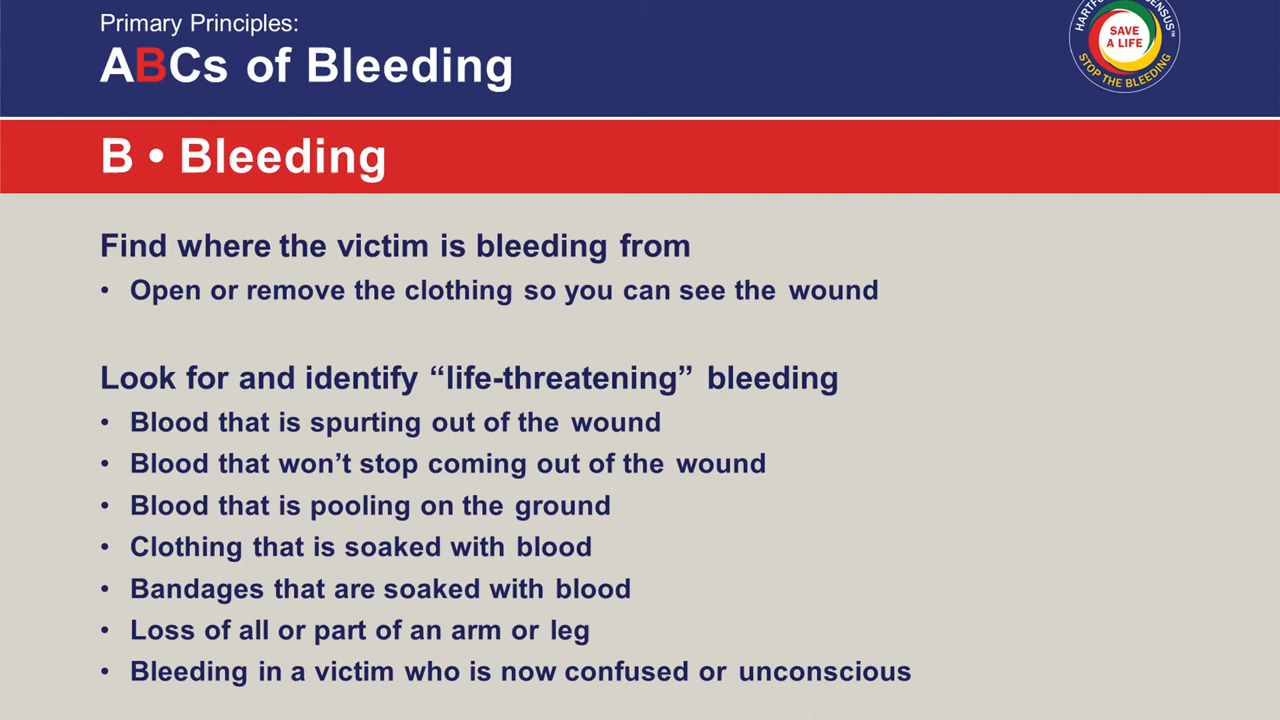 Primary Principles:
ABCs of Bleeding
SAVE
A LIFE
STOP THE BLEEDING
B • Bleeding
Find where the victim is bleeding from
• Open or remove the clothing so you can see the wound
Look for and identify “life-threatening” bleeding
• Blood that is spurting out of the wound
• Blood that won’t stop coming out of the wound
• Blood that is pooling on the ground
• Clothing that is soaked with blood
• Bandages that are soaked with blood
• Loss of all or part of an arm or leg
• Bleeding in a victim who is now confused or unconscious